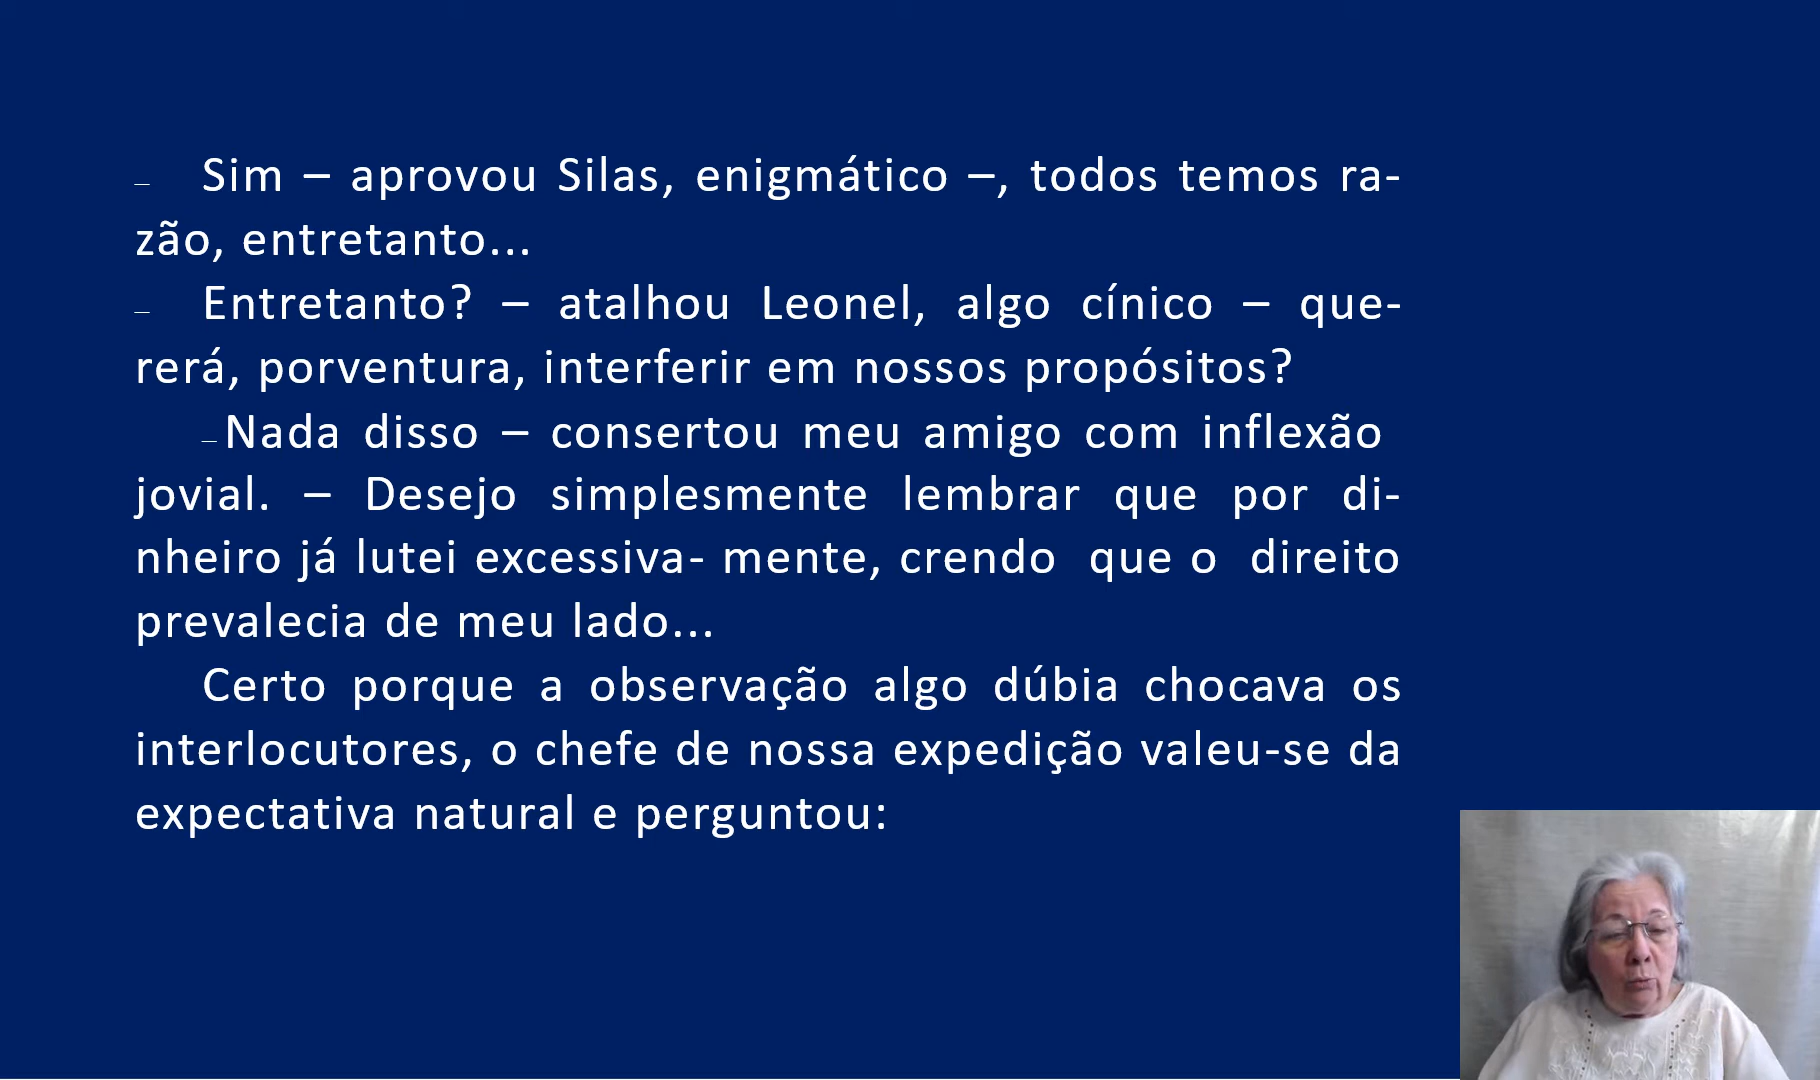 – Sim – aprovou Silas, enigmático –, todos temos ra-
zão, entretanto...
– Entretanto? – atalhou Leonel, algo cínico – que-
rerá, porventura, interferir em nossos propósitos?
– Nada disso – consertou meu amigo com inflexão
jovial. – Desejo simplesmente lembrar que por di-
nheiro já lutei excessiva- mente, crendo que o direito
prevalecia de meu lado...
Certo porque a observação algo dúbia chocava os
interlocutores, o chefe de nossa expedição valeu-se da
expectativa natural e perguntou: